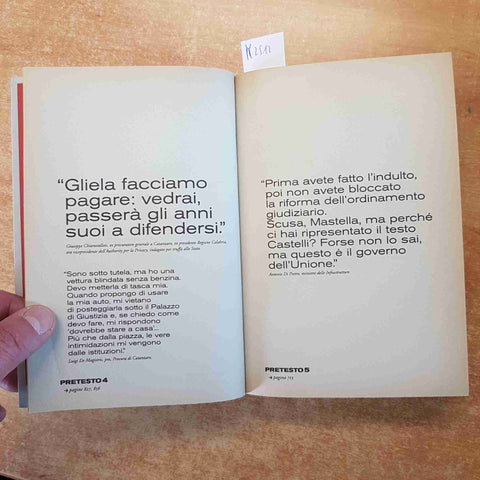 K2512
“Gliela facciamo
pagare: vedrai,
passerà gli anni
suoi a difendersi.”
Giuseppe Chiaravalloti, ex procuratore generale a Catanzaro, ex presidente Regione Calabria,
ora vicepresidente dell'Authority per la Privacy, indagato per truffa allo Stato
“Sono sotto tutela, ma ho una
vettura blindata senza benzina.
Devo metterla di tasca mia.
Quando propongo di usare
la mia auto, mi vietano
di posteggiarla sotto il Palazzo
di Giustizia e, se chiedo come
devo fare, mi rispondono
‘dovrebbe stare a casa’...
Più che dalla piazza, le vere
intimidazioni mi vengono
dalle istituzioni.”
Luigi De Magistris, pm, Procura di Catanzaro
PRETESTO 4
➔ pagine 827, 838
“Prima avete fatto l'indulto,
poi non avete bloccato
la riforma dell'ordinamento
giudiziario.
Scusa, Mastella, ma perché
ci hai ripresentato il testo
Castelli? Forse non lo sai,
ma questo è il governo
dell'Unione.”
Antonio Di Pietro, ministro delle Infrastrutture
PRETESTO 5
➔ pagina 715